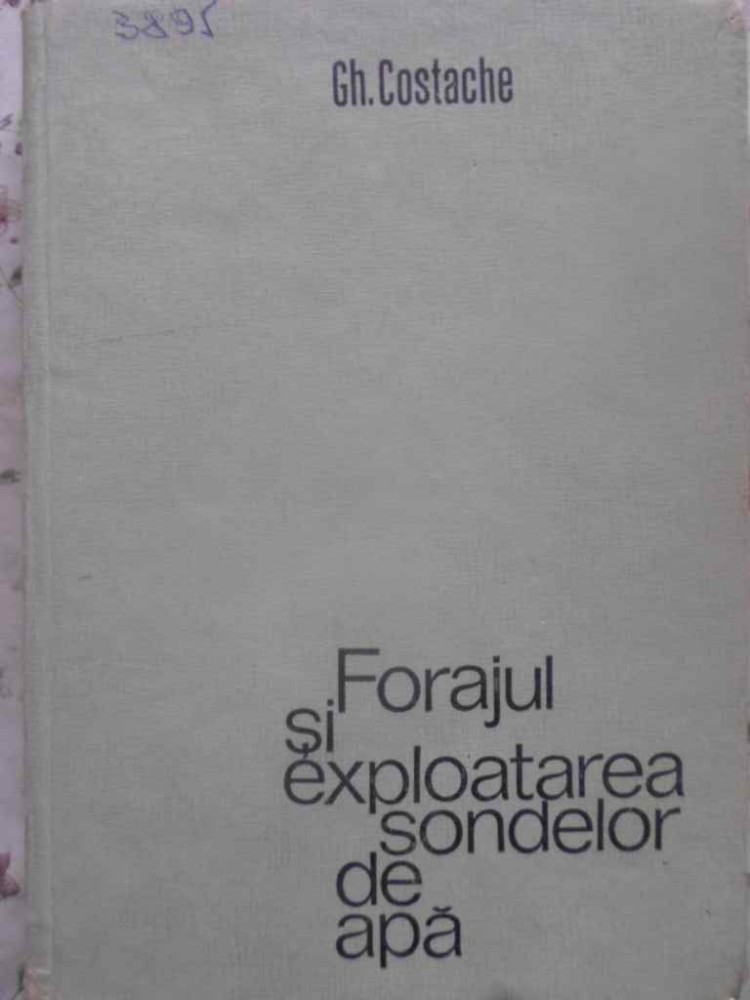 3895
Gh. Costache
Forajul
și
exploatarea
sondelor
de
apă